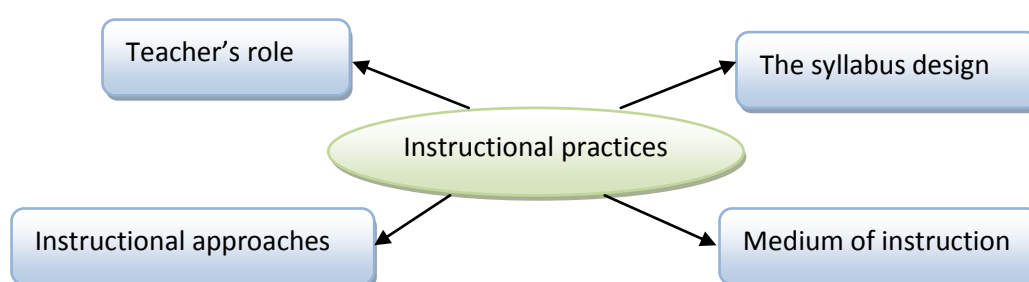 Teacher’s role
The syllabus design
Instructional practices
Instructional approaches
Medium of instruction